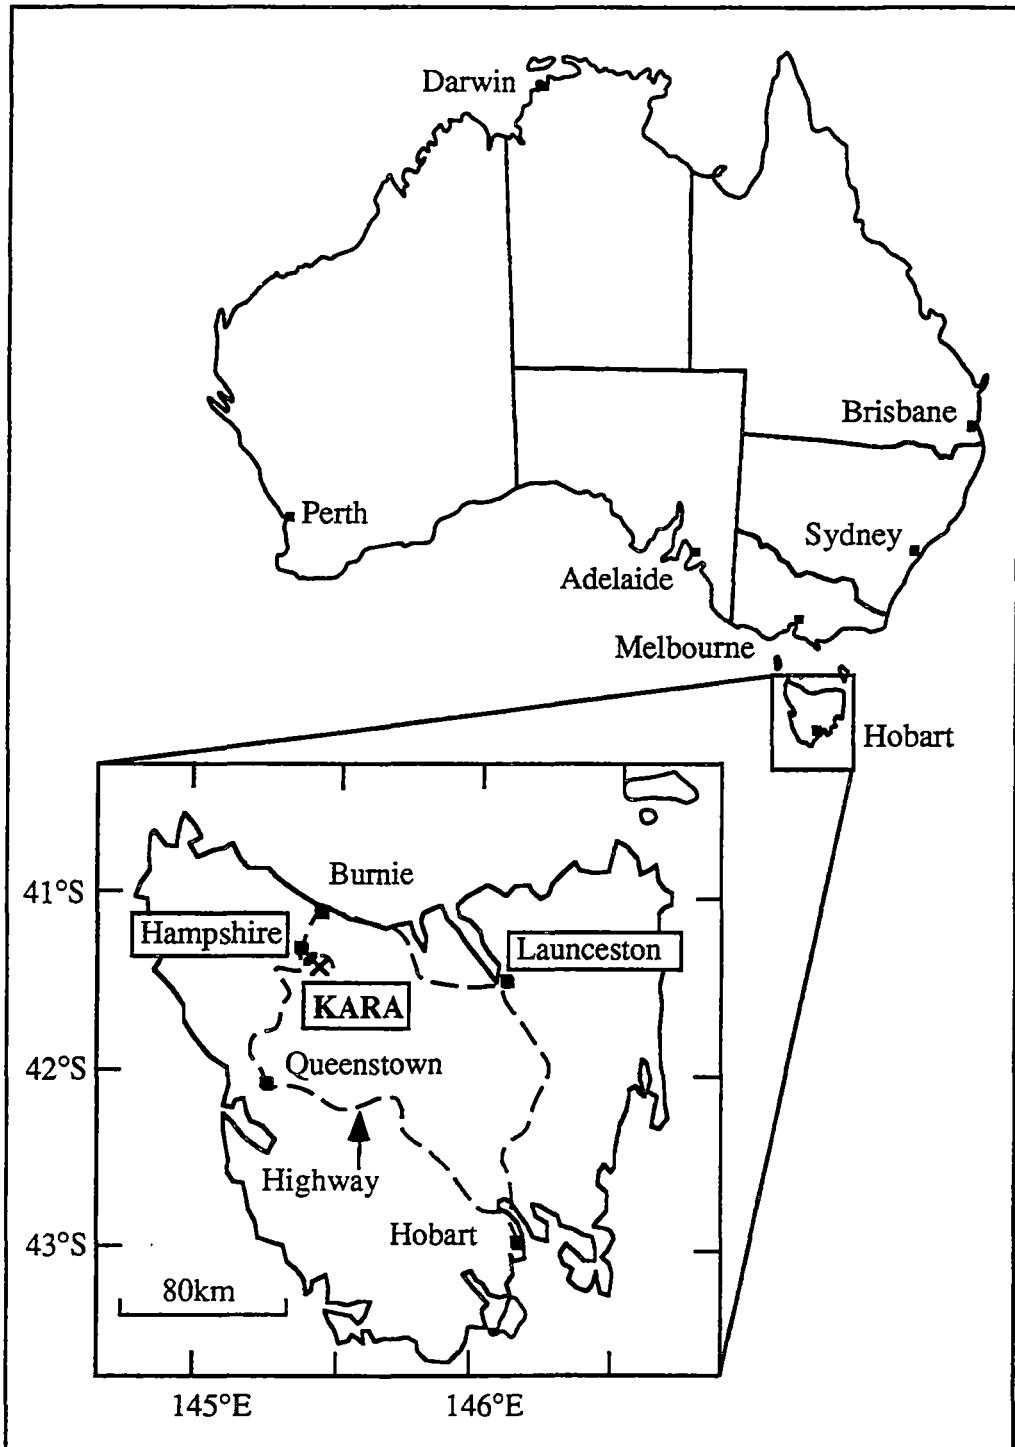 Darwin
Brisbane
Perth
Sydney
Adelaide
Melbourne
Hobart
Burnie
41°S
Hampshire
Launceston
KARA
42°S
Queenstown
Highway
Hobart
43°S
80km
145°E
146°E